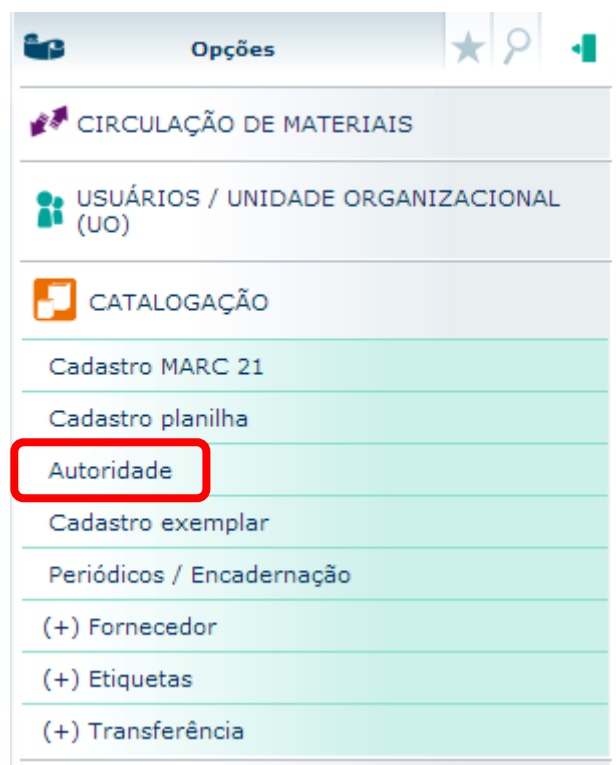 Opções
CIRCULAÇÃO DE MATERIAIS
USUÁRIOS / UNIDADE ORGANIZACIONAL
(UO)
CATALOGAÇÃO
Cadastro MARC 21
Cadastro planilha
Autoridade
Cadastro exemplar
Periódicos / Encadernação
(+) Fornecedor
(+) Etiquetas
(+) Transferência